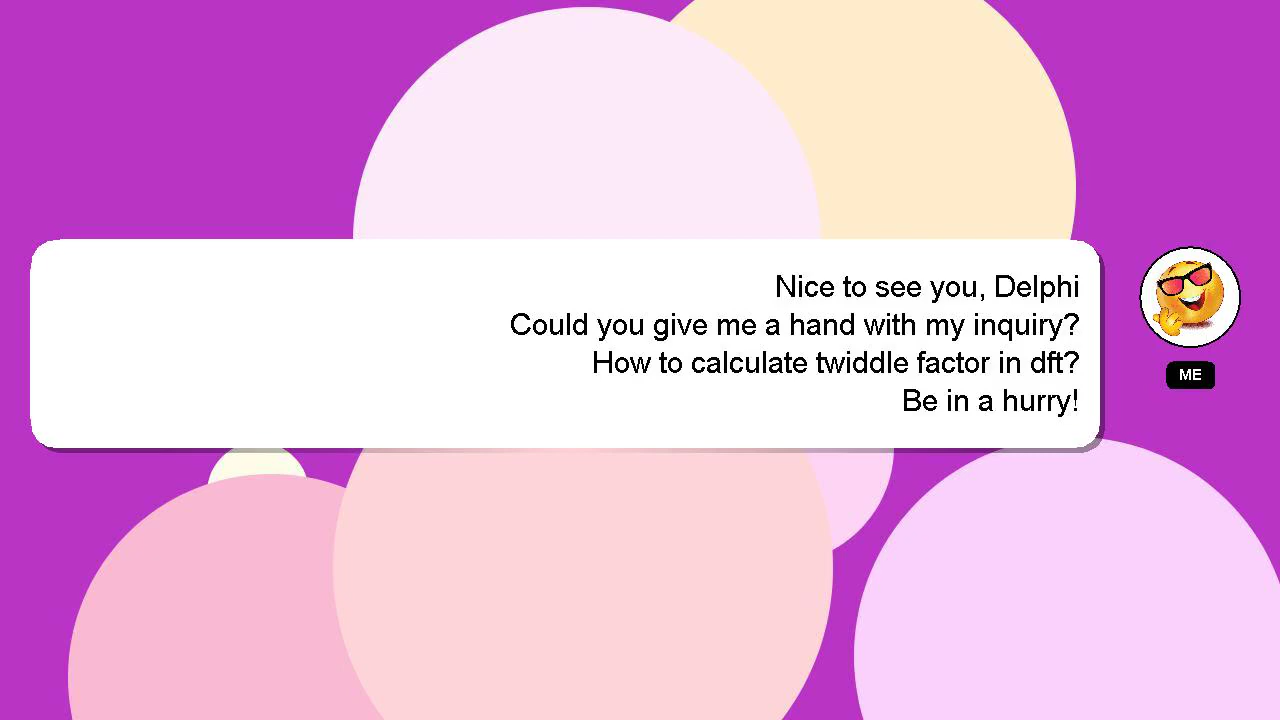 Nice to see you, Delphi
Could you give me a hand with my inquiry?
How to calculate twiddle factor in dft?
Be in a hurry!
ME